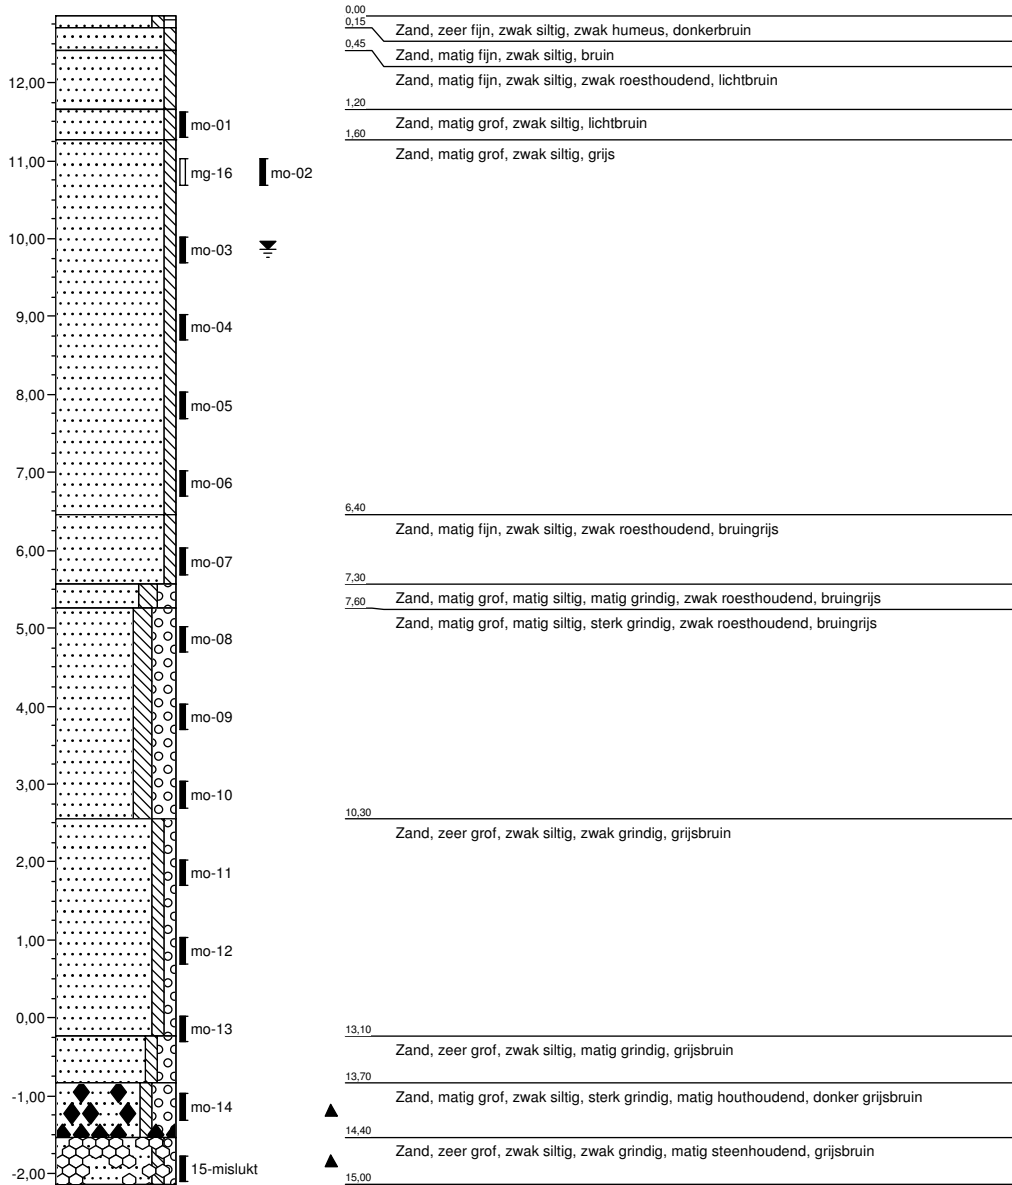 0,00
0,15
Zand, zeer fijn, zwak siltig, zwak humeus, donkerbruin
0,45
Zand, matig fijn, zwak siltig, bruin
12,00
Zand, matig fijn, zwak siltig, zwak roesthoudend, lichtbruin
1,20
mo-01
Zand, matig grof, zwak siltig, lichtbruin
1,60
11,00
mg-16
mo-02
Zand, matig grof, zwak siltig, grijs
10,00
mo-03
9,00
mo-04
8,00
mo-05
7,00
mo-06
6,40
Zand, matig fijn, zwak siltig, zwak roesthoudend, bruingrijs
6,00
mo-07
7,30
Zand, matig grof, matig siltig, matig grindig, zwak roesthoudend, bruingrijs
7,60
Zand, matig grof, matig siltig, sterk grindig, zwak roesthoudend, bruingrijs
5,00
mo-08
4,00
mo-09
3,00
mo-10
10,30
Zand, zeer grof, zwak siltig, zwak grindig, grijsbruin
2,00
mo-11
1,00
mo-12
0,00
mo-13
13,10
Zand, zeer grof, zwak siltig, matig grindig, grijsbruin
13,70
-1,00
mo-14
Zand, matig grof, zwak siltig, sterk grindig, matig houthoudend, donker grijsbruin
14,40
Zand, zeer grof, zwak siltig, zwak grindig, matig steenhoudend, grijsbruin
-2,00
15-mislukt
15,00